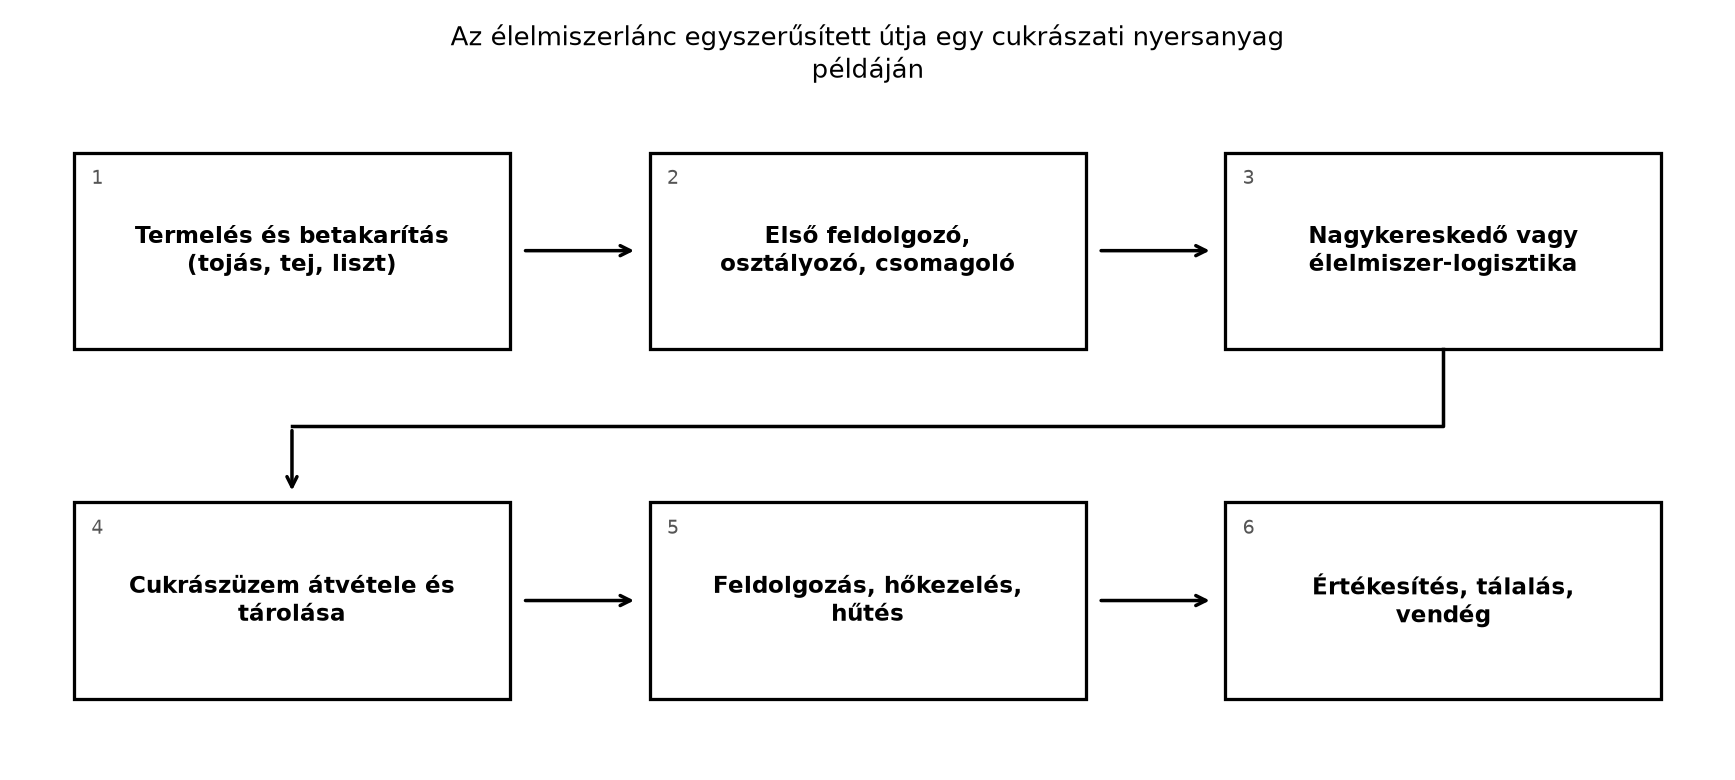 Az élelmiszerlánc egyszerűsített útja egy cukrászati nyersanyag
példáján
1
Termelés és betakarítás
(tojás, tej, liszt)
2
Első feldolgozó,
osztályozó, csomagoló
3
Nagykereskedő vagy
élelmiszer-logisztika
4
Cukrászüzem átvétele és
tárolása
5
Feldolgozás, hőkezelés,
hűtés
6
Értékesítés, tálalás,
vendég